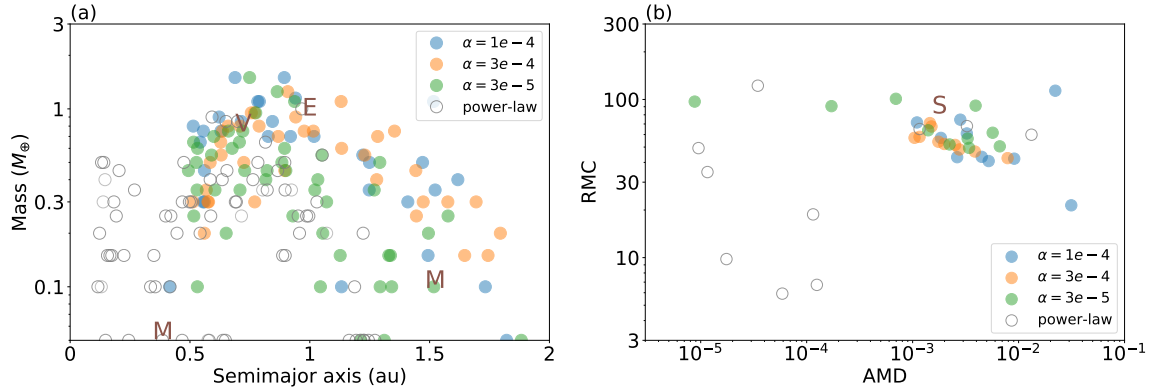 (a)
3
1
0.3
0.1
Mass (M⊕)
0
0.5
1
1.5
2
Semimajor axis (au)
α = 1e − 4
α = 3e − 4
α = 3e − 5
power-law
M
V
E
M
(b)
300
100
30
10
3
RMC
10⁻⁵
10⁻⁴
10⁻³
10⁻²
10⁻¹
AMD
S
α = 1e − 4
α = 3e − 4
α = 3e − 5
power-law